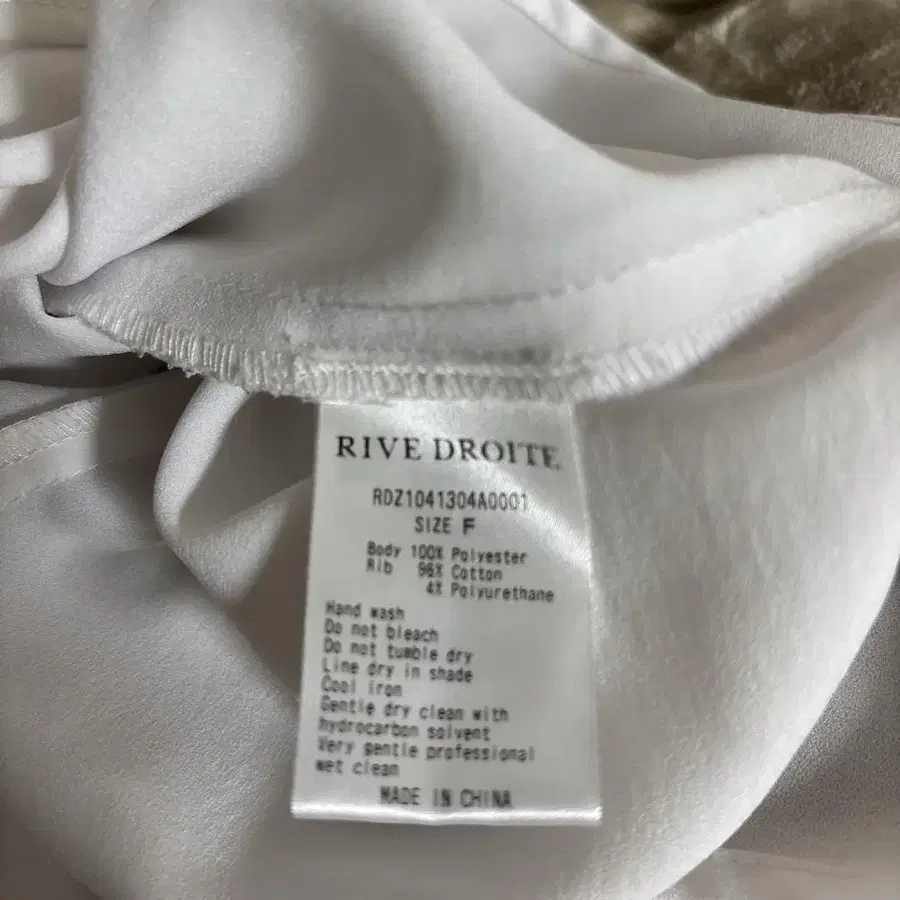 RIVE DROITE
RDZ1041304A0001
SIZE F
Body 100% Polyester
Rib 96% Cotton
4% Polyurethane
Hand wash
Do not bleach
Do not tumble dry
Line dry in shade
Cool iron
Gentle dry clean with
hydrocarbon solvent
Very gentle professional
wet clean
MADE IN CHINA